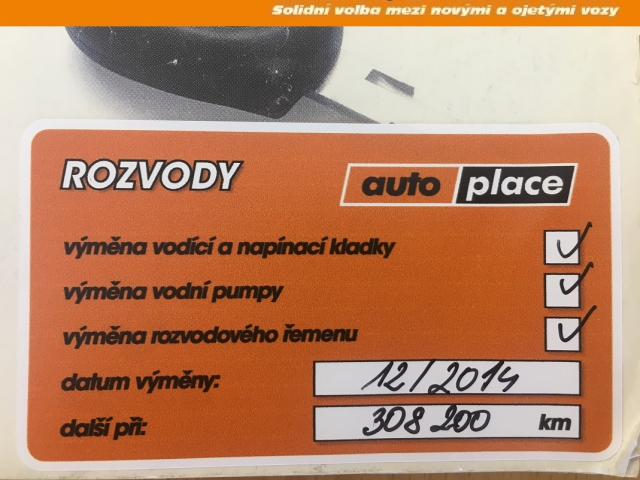 Solidní volba mezi novými a ojetými vozy
ROZVODY
auto place
výměna vodící a napínací kladky
výměna vodní pumpy
výměna rozvodového řemenu
datum výměny: 12/2014
další při: 308 200 km